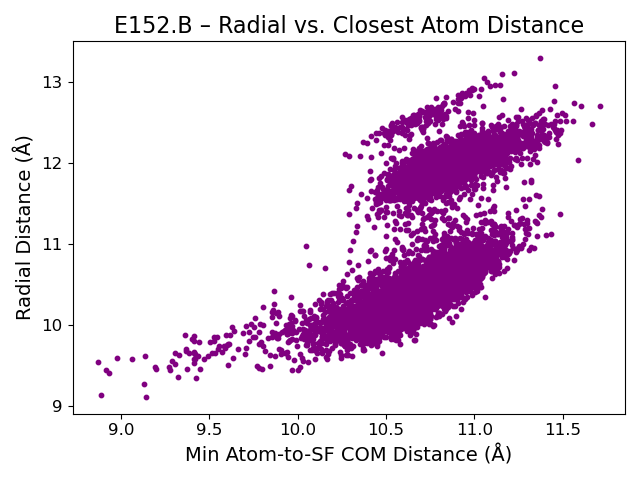 E152.B – Radial vs. Closest Atom Distance
Radial Distance (Å)
13
12
11
10
9
9.0 9.5 10.0 10.5 11.0 11.5
Min Atom-to-SF COM Distance (Å)